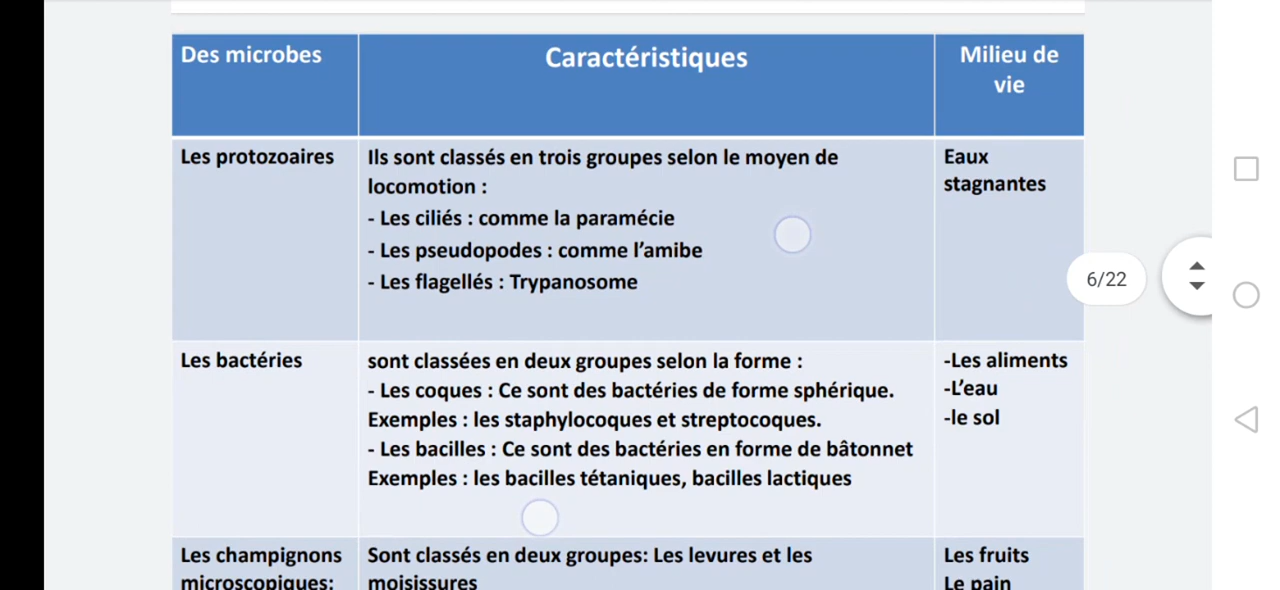 Des microbes
Caractéristiques
Milieu de
vie
Les protozoaires
Ils sont classés en trois groupes selon le moyen de
locomotion :
- Les ciliés : comme la paramécie
- Les pseudopodes : comme l’amibe
- Les flagellés : Trypanosome
Eaux
stagnantes
6/22
Les bactéries
sont classées en deux groupes selon la forme :
- Les coques : Ce sont des bactéries de forme sphérique.
Exemples : les staphylocoques et streptocoques.
- Les bacilles : Ce sont des bactéries en forme de bâtonnet
Exemples : les bacilles tétaniques, bacilles lactiques
-Les aliments
-L’eau
-le sol
Les champignons
microscopiques:
Sont classés en deux groupes: Les levures et les
moisissures
Les fruits
Le pain